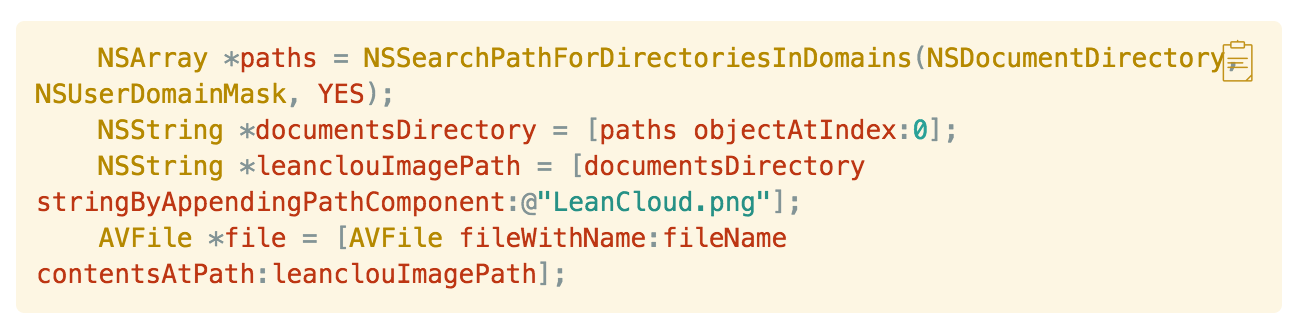 NSArray *paths = NSSearchPathForDirectoriesInDomains(NSDocumentDirectory,
NSUserDomainMask, YES);
NSString *documentsDirectory = [paths objectAtIndex:0];
NSString *leanclouImagePath = [documentsDirectory
stringByAppendingPathComponent:@"LeanCloud.png"];
AVFile *file = [AVFile fileWithName:fileName
contentsAtPath:leanclouImagePath];